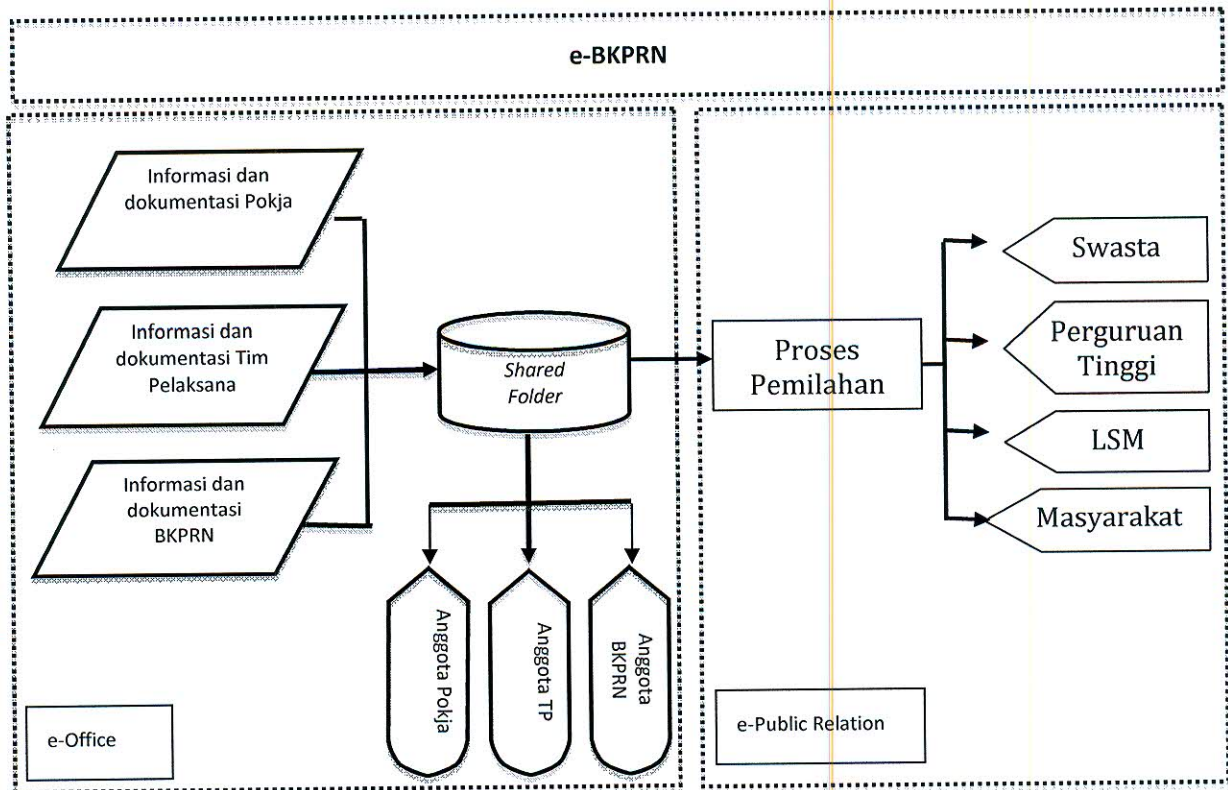 e-BKPRN
Informasi dan
dokumentasi Pokja
Informasi dan
dokumentasi Tim
Pelaksana
Informasi dan
dokumentasi
BKPRN
Shared
Folder
Anggota Pokja
Anggota TP
Anggota
BKPRN
e-Office
Proses
Pemilahan
Swasta
Perguruan
Tinggi
LSM
Masyarakat
e-Public Relation